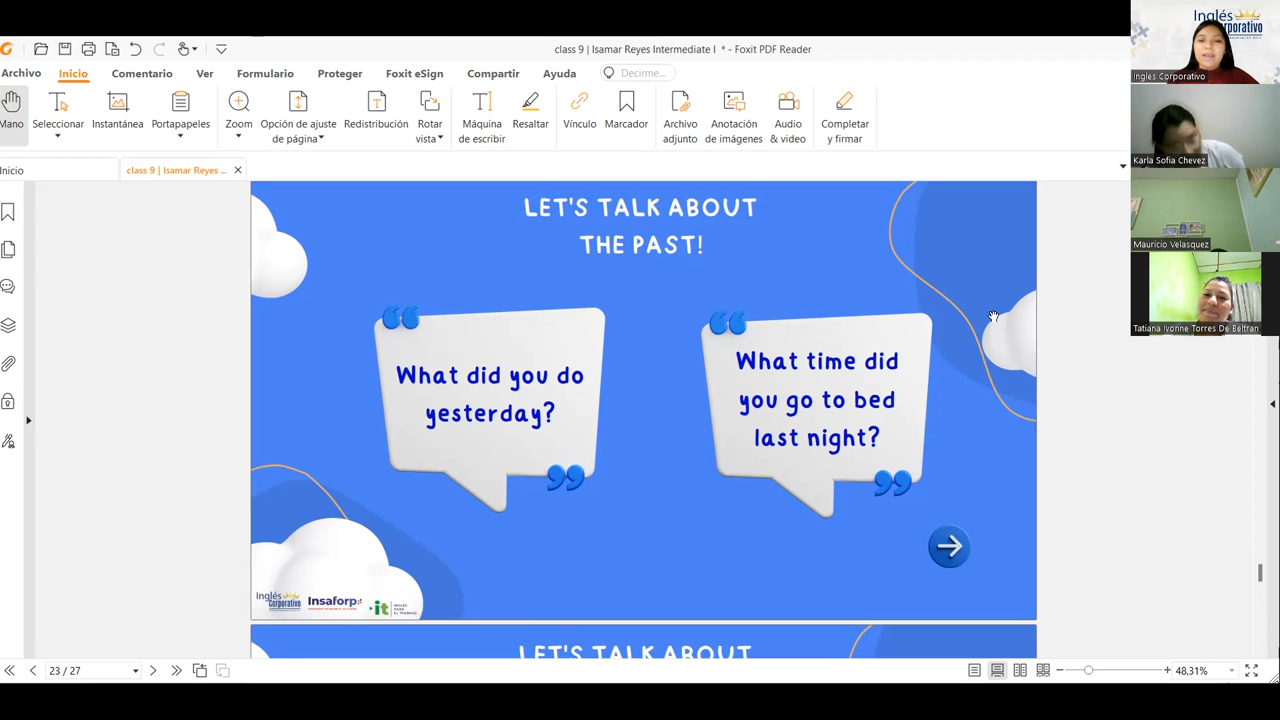 class 9 | Isamar Reyes Intermediate I * - Foxit PDF Reader
Archivo Inicio Comentario Ver Formulario Proteger Foxit eSign Compartir Ayuda Decirme...
Mano
Seleccionar
Instantánea
Portapapeles
Zoom
Opción de ajuste
de página
Redistribución
Rotar
vista
Máquina
de escribir
Resaltar
Vínculo
Marcador
Archivo
adjunto
Anotación
de imágenes
Audio
& video
Completar
y firmar
Inicio
class 9 | Isamar Reyes ...
LET'S TALK ABOUT
THE PAST!
What did you do
yesterday?
What time did
you go to bed
last night?
Inglés
Corporativo
Insaforp
it
INGLÉS
PARA
EL TRABAJO
LET'S TALK ABOUT
23 / 27
48,31%
Inglés
Corporativo
Ingles Corporativo
Karla Sofia Chevez
Mauricio Velasquez
Tatiana Ivonne Torres De Beltran